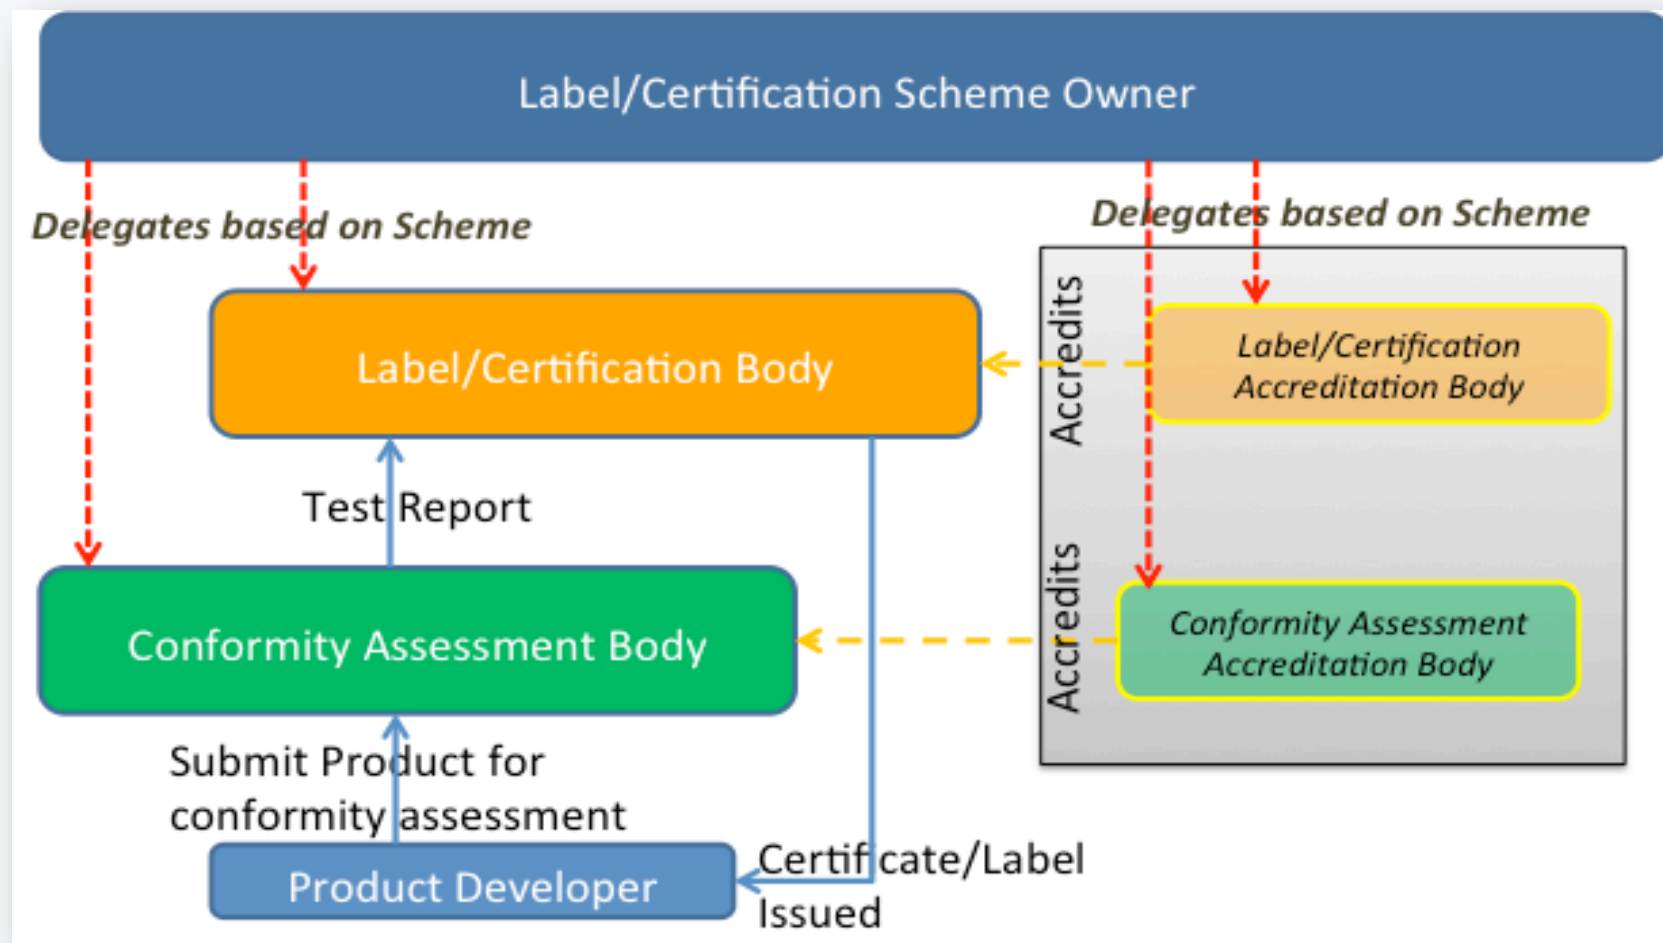 Label/Certification Scheme Owner
Delegates based on Scheme
Delegates based on Scheme
Accredits
Label/Certification
Accreditation Body
Label/Certification Body
Test Report
Accredits
Conformity Assessment
Accreditation Body
Conformity Assessment Body
Submit Product for
conformity assessment
Product Developer
Certificate/Label
Issued